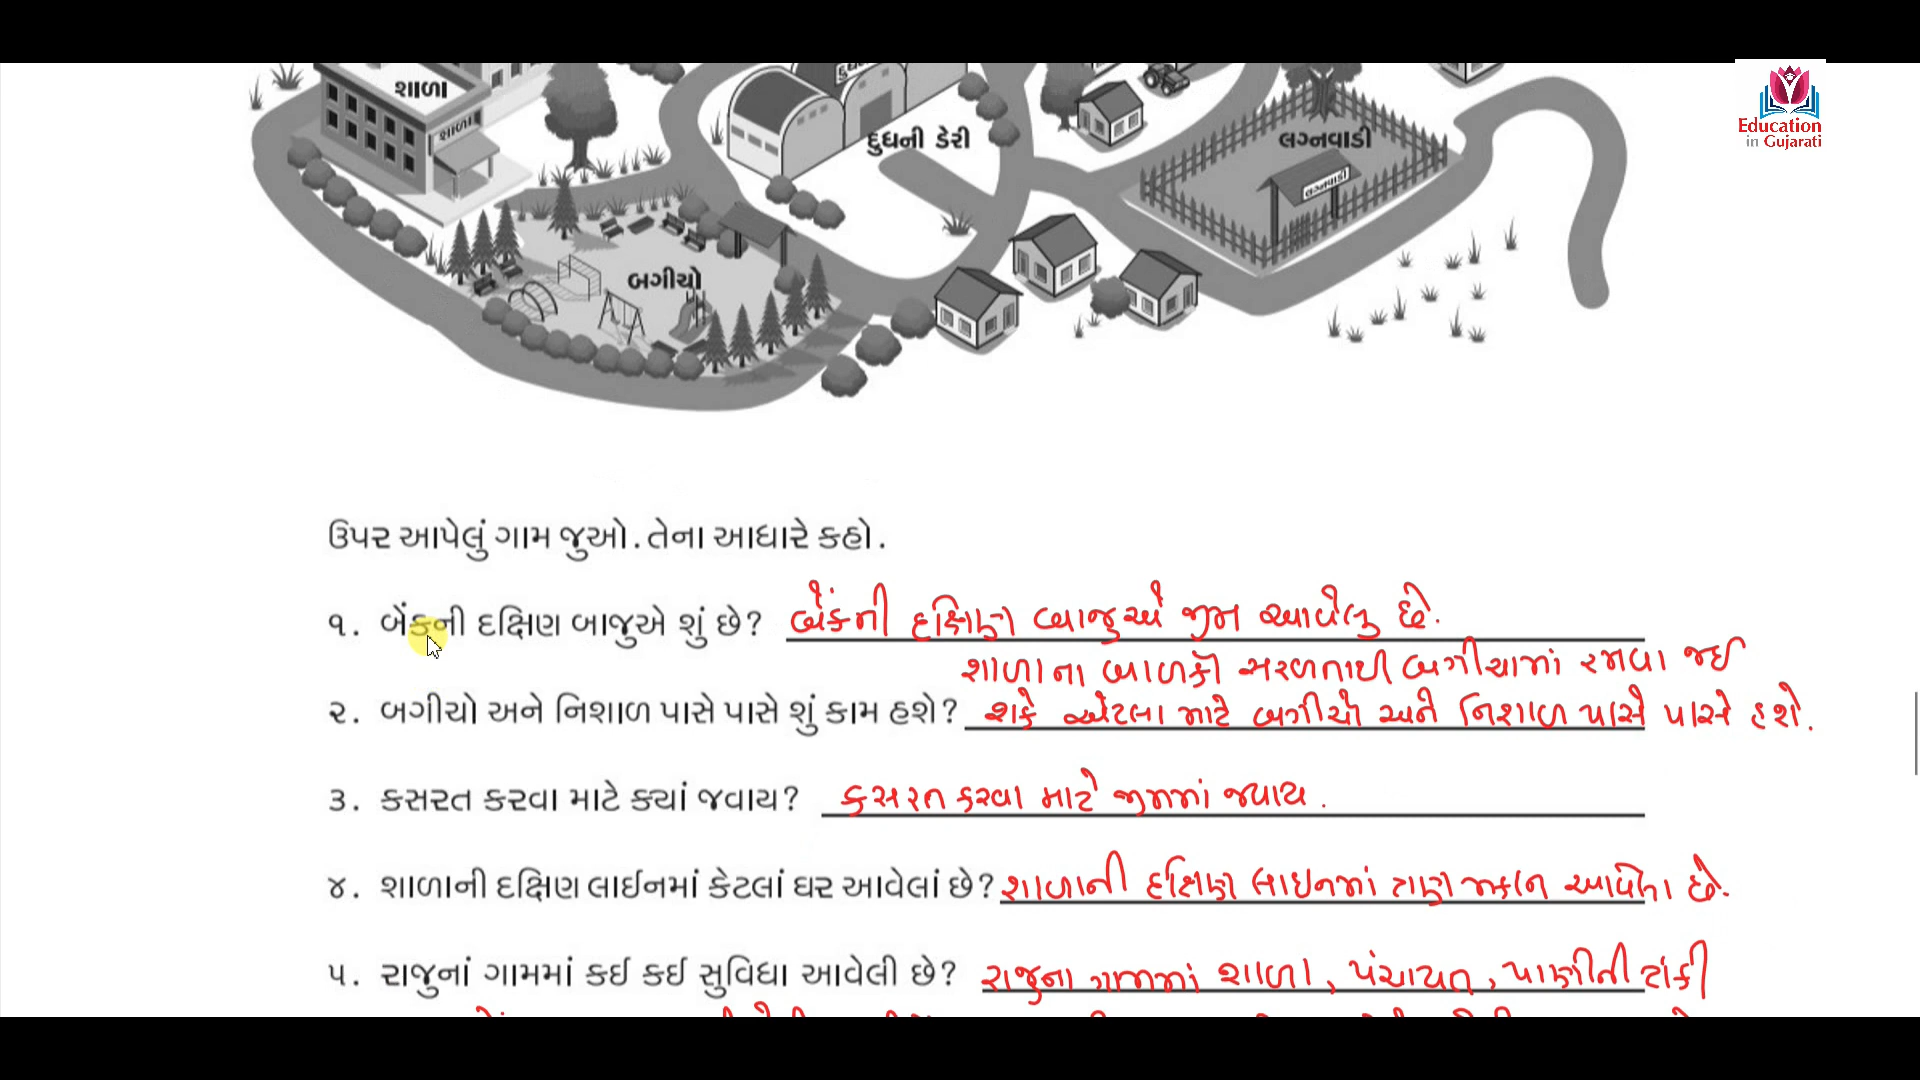 શાળા
શાળા
દુધની ડેરી
લગ્નવાડી
લગ્નવાડી
બગીચો
Education
in Gujarati
ઉપર આપેલું ગામ જુઓ. તેના આધારે કહો.
૧. બેંકની દક્ષિણ બાજુએ શું છે? બેંકની દક્ષિણ બાજુએ જીમ આવેલુ છે.
શાળાના બાળકો સરળતાથી બગીચામાં રમવા જઈ
૨. બગીચો અને નિશાળ પાસે પાસે શું કામ હશે? શકે એટલા માટે બગીચો અને નિશાળ પાસે પાસે હશે.
૩. કસરત કરવા માટે ક્યાં જવાય? કસરત કરવા માટે જીમમાં જવાય.
૪. શાળાની દક્ષિણ લાઈનમાં કેટલાં ઘર આવેલાં છે? શાળાની દક્ષિણ લાઇનમાં ત્રણ મકાન આવેલા છે.
૫. રાજુનાં ગામમાં કઈ કઈ સુવિધા આવેલી છે? રાજુના ગામમાં શાળા, પંચાયત, પાણીની ટાંકી